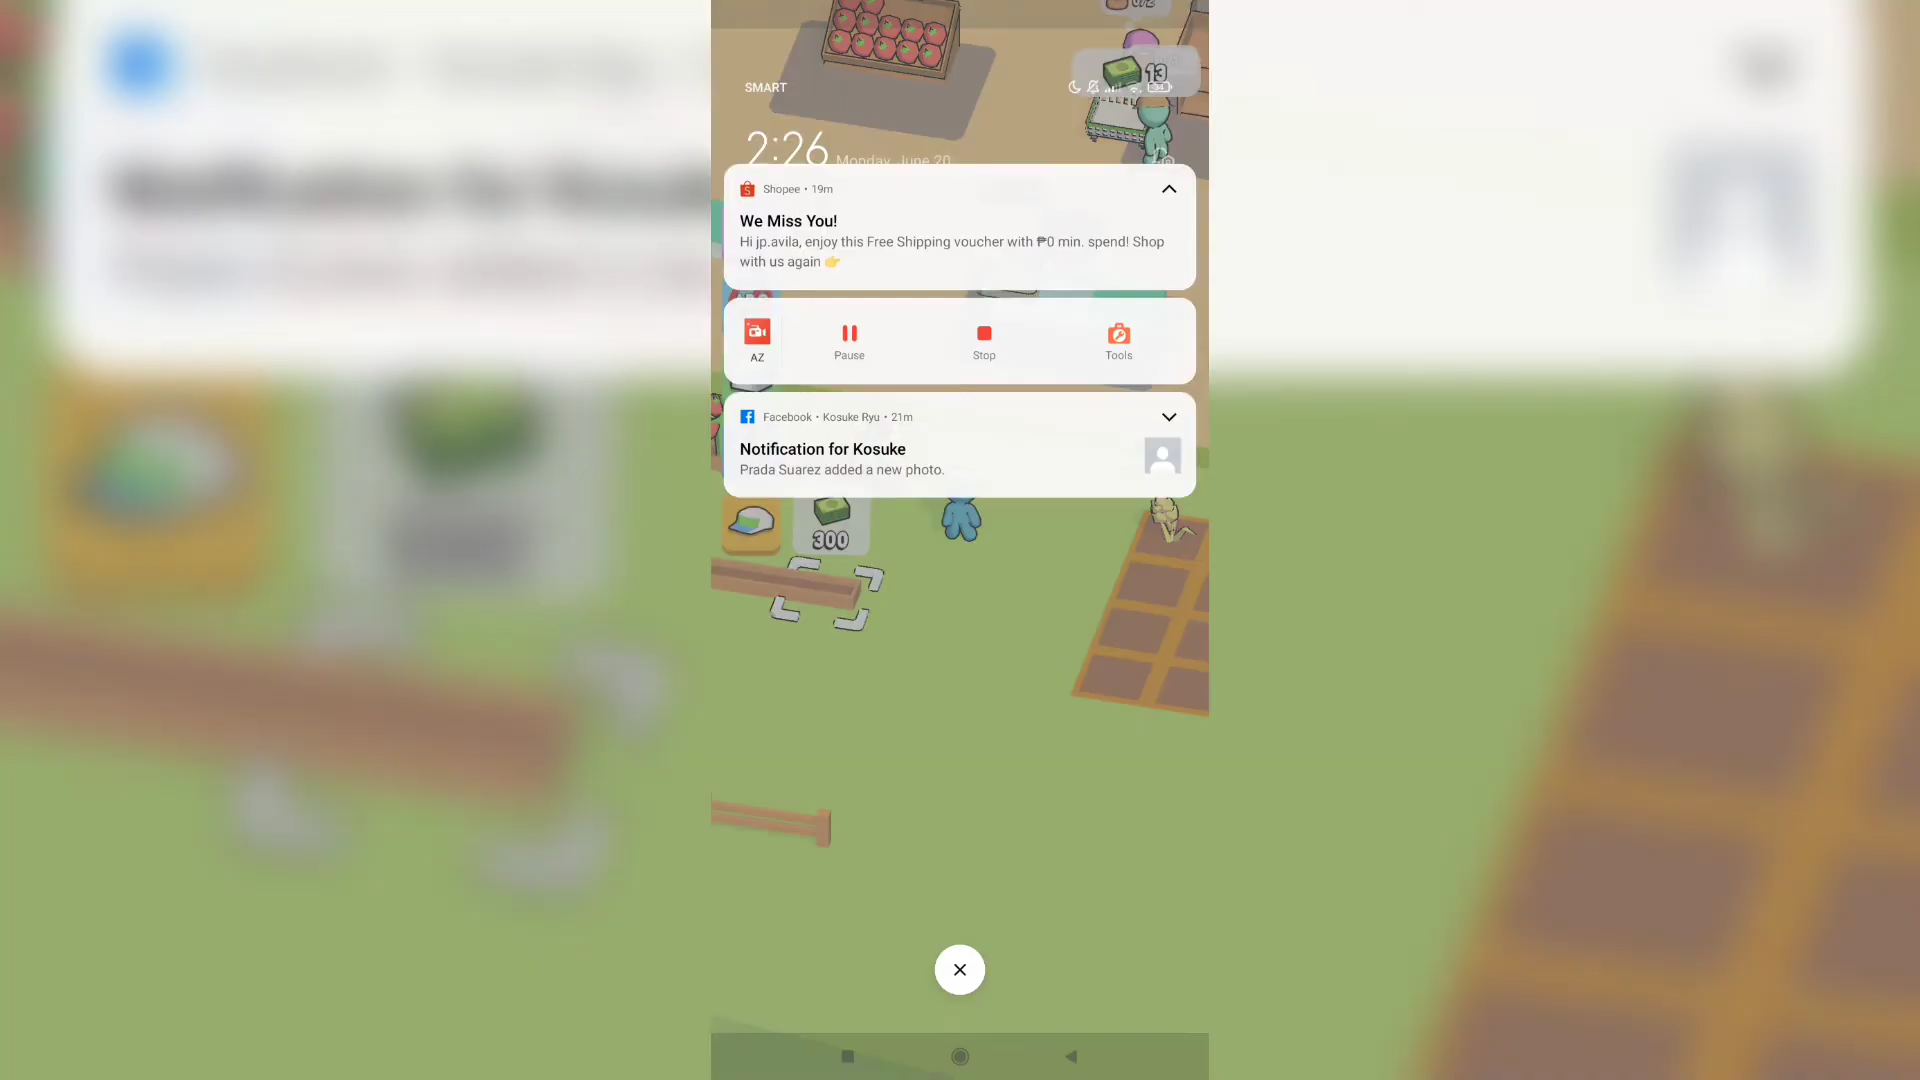 0/2
13
SMART
2:26 Monday, June 20
Shopee • 19m
We Miss You!
Hi jp.avila, enjoy this Free Shipping voucher with ₱0 min. spend! Shop
with us again 👉
AZ
Pause
Stop
Tools
Facebook • Kosuke Ryu • 21m
Notification for Kosuke
Prada Suarez added a new photo.
300